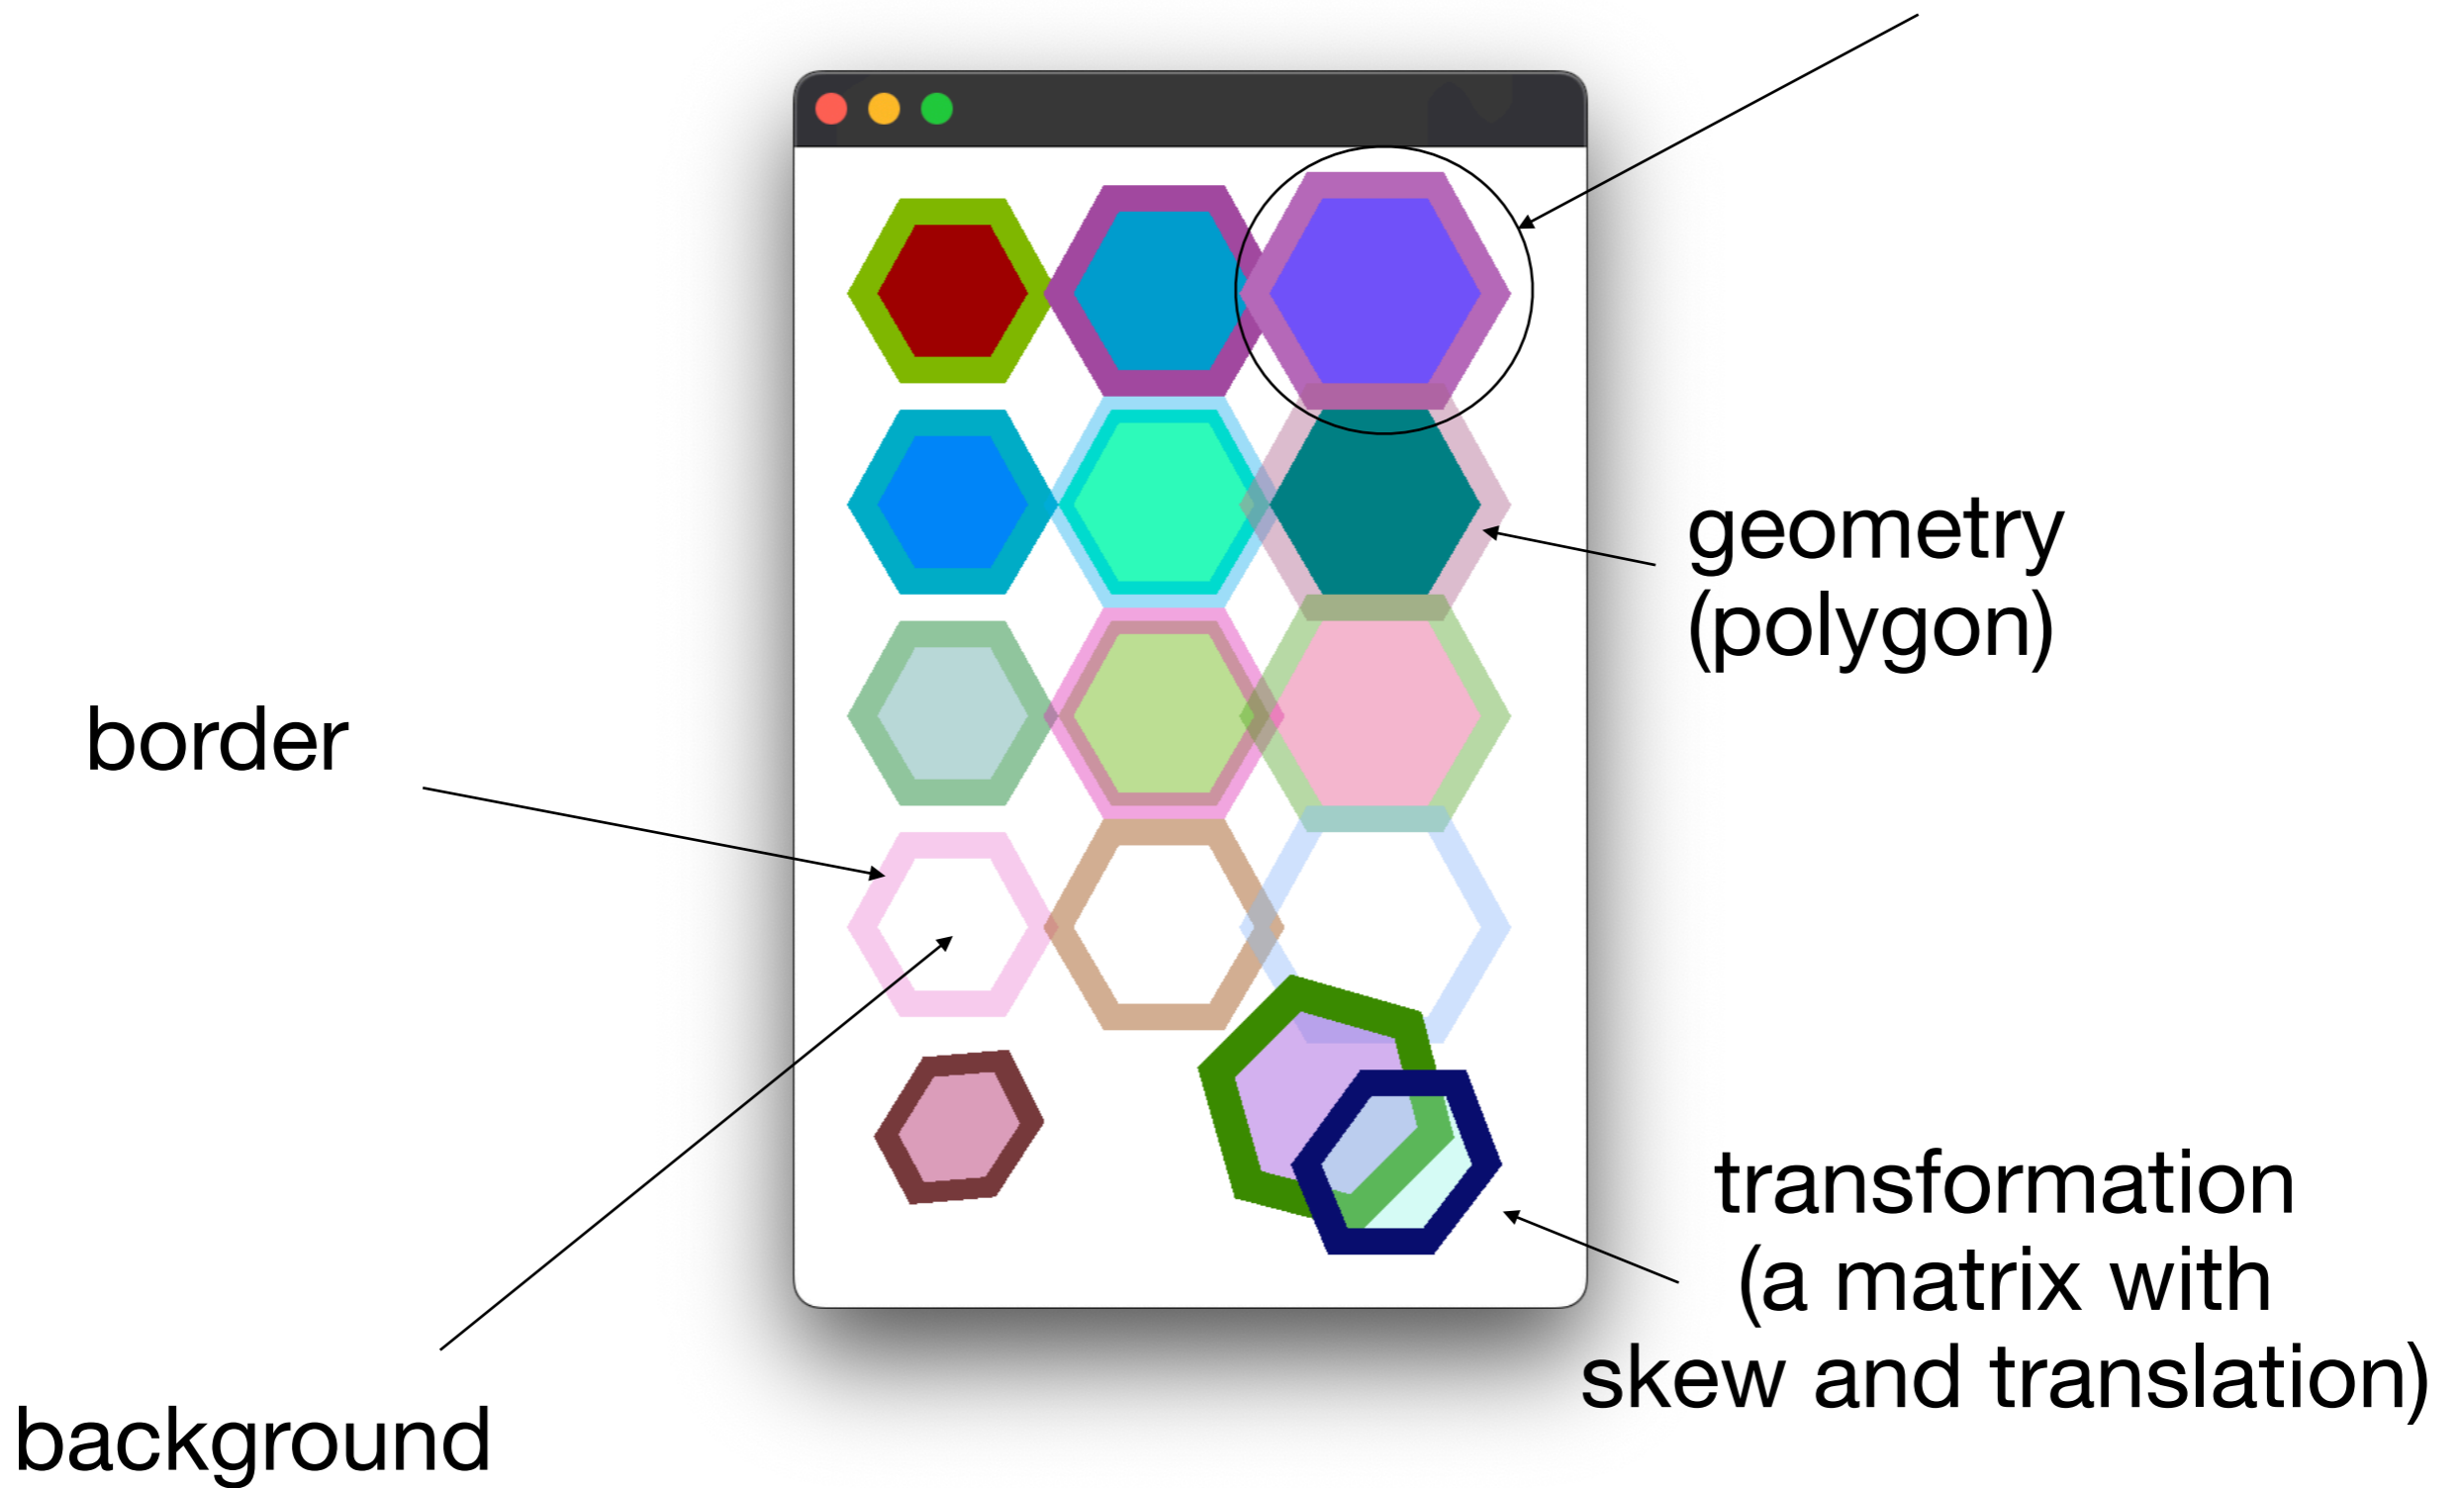 geometry
(polygon)
border
transformation
(a matrix with
skew and translation)
background